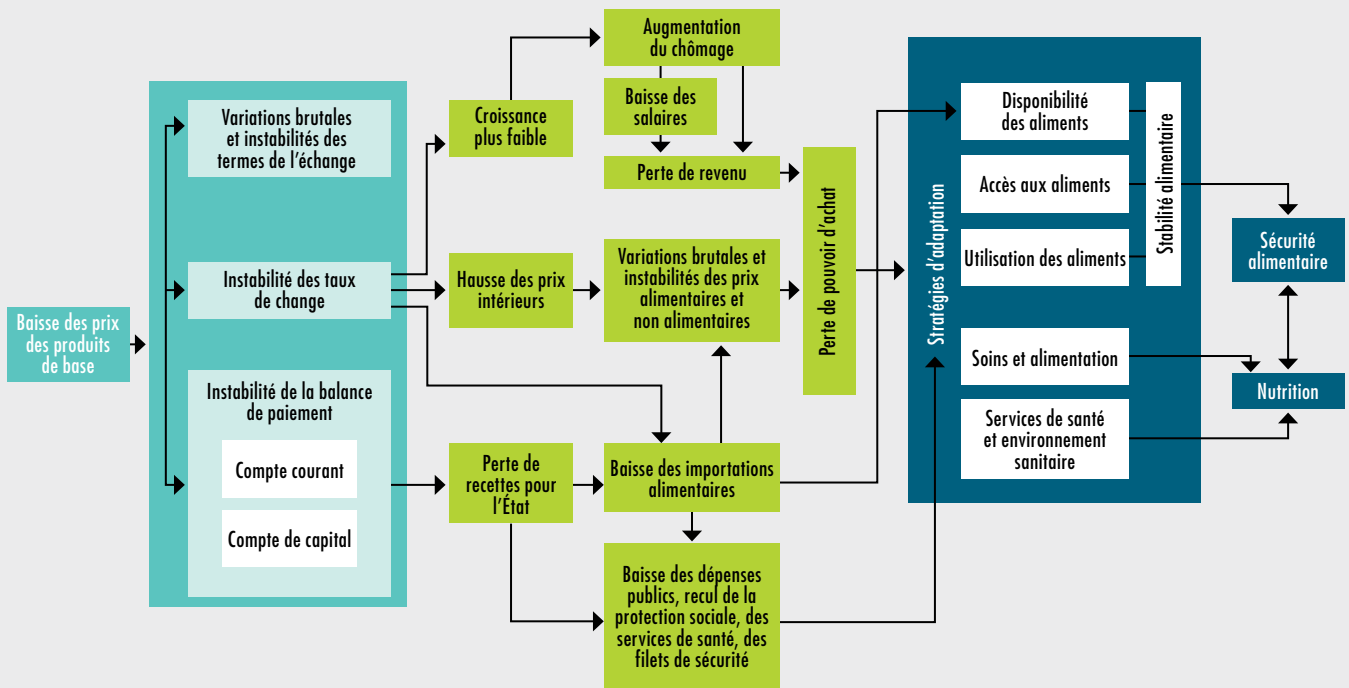 Baisse des prix
des produits
de base
Variations brutales
et instabilités des
termes de l'échange
Instabilité des taux
de change
Instabilité de la balance
de paiement
Compte courant
Compte de capital
Croissance
plus faible
Hausse des prix
intérieurs
Perte de
recettes pour
l'État
Augmentation
du chômage
Baisse des
salaires
Perte de revenu
Variations brutales et
instabilités des prix
alimentaires et
non alimentaires
Baisse des importations
alimentaires
Baisse des dépenses
publics, recul de la
protection sociale, des
services de santé, des
filets de sécurité
Perte de pouvoir d'achat
Stratégies d'adaptation
Disponibilité
des aliments
Accès aux aliments
Utilisation des aliments
Stabilité alimentaire
Soins et alimentation
Services de santé
et environnement
sanitaire
Sécurité
alimentaire
Nutrition